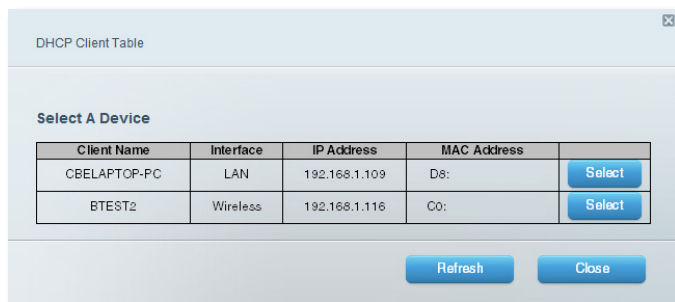 DHCP Client Table
Select A Device
Client Name Interface IP Address MAC Address
CBELAPTOP-PC LAN 192.168.1.109 D8: Select
BTEST2 Wireless 192.168.1.116 C0: Select
Refresh Close